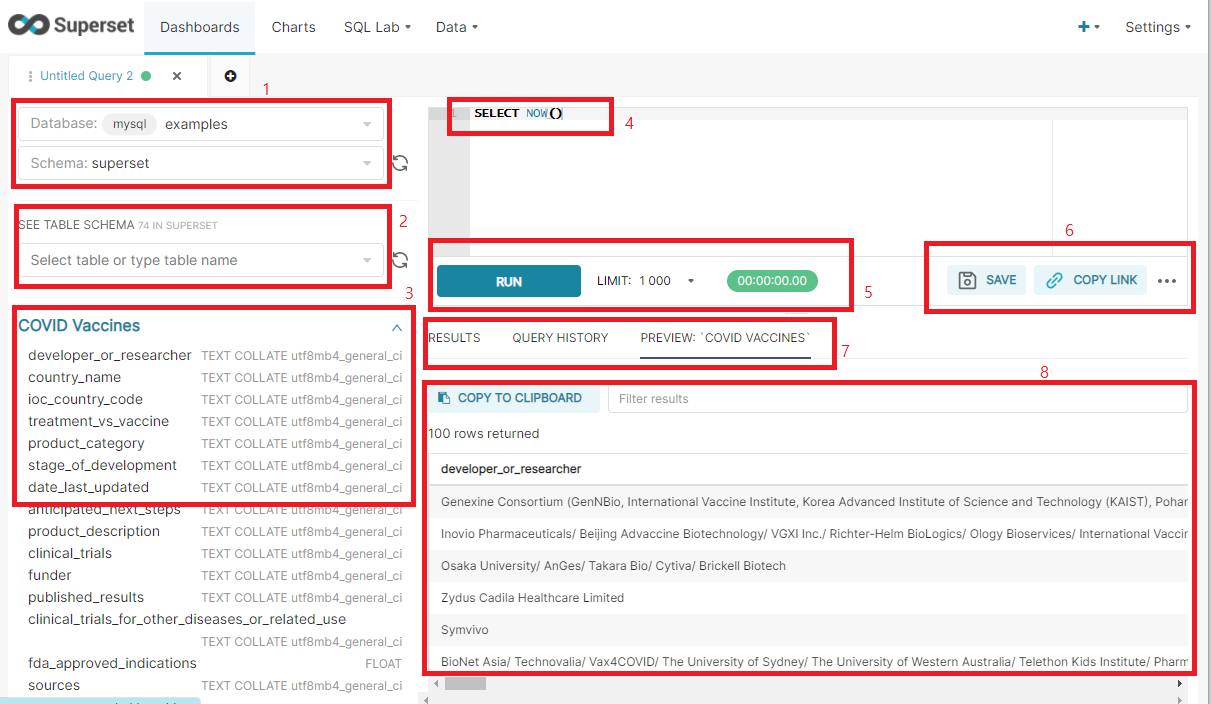 Superset Dashboards Charts SQL Lab Data + Settings
Untitled Query 2
1
Database: mysql examples
Schema: superset
2
SEE TABLE SCHEMA 74 IN SUPERSET
Select table or type table name
3
COVID Vaccines
developer_or_researcher TEXT COLLATE utf8mb4_general_ci
country_name TEXT COLLATE utf8mb4_general_ci
ioc_country_code TEXT COLLATE utf8mb4_general_ci
treatment_vs_vaccine TEXT COLLATE utf8mb4_general_ci
product_category TEXT COLLATE utf8mb4_general_ci
stage_of_development TEXT COLLATE utf8mb4_general_ci
date_last_updated TEXT COLLATE utf8mb4_general_ci
anticipated_next_steps TEXT COLLATE utf8mb4_general_ci
product_description TEXT COLLATE utf8mb4_general_ci
clinical_trials TEXT COLLATE utf8mb4_general_ci
funder TEXT COLLATE utf8mb4_general_ci
published_results TEXT COLLATE utf8mb4_general_ci
clinical_trials_for_other_diseases_or_related_use
TEXT COLLATE utf8mb4_general_ci
fda_approved_indications FLOAT
sources TEXT COLLATE utf8mb4_general_ci
1 SELECT NOW()
4
6
RUN LIMIT: 1 000 00:00:00.00
5
SAVE COPY LINK
RESULTS QUERY HISTORY PREVIEW: `COVID VACCINES`
7
8
COPY TO CLIPBOARD Filter results
100 rows returned
developer_or_researcher
Genexine Consortium (GenNBio, International Vaccine Institute, Korea Advanced Institute of Science and Technology (KAIST), Pohar
Inovio Pharmaceuticals/ Beijing Advaccine Biotechnology/ VGXI Inc./ Richter-Helm BioLogics/ Ology Bioservices/ International Vaccin
Osaka University/ AnGes/ Takara Bio/ Cytiva/ Brickell Biotech
Zydus Cadila Healthcare Limited
Symvivo
BioNet Asia/ Technovalia/ Vax4COVID/ The University of Sydney/ The University of Western Australia/ Telethon Kids Institute/ Pharm